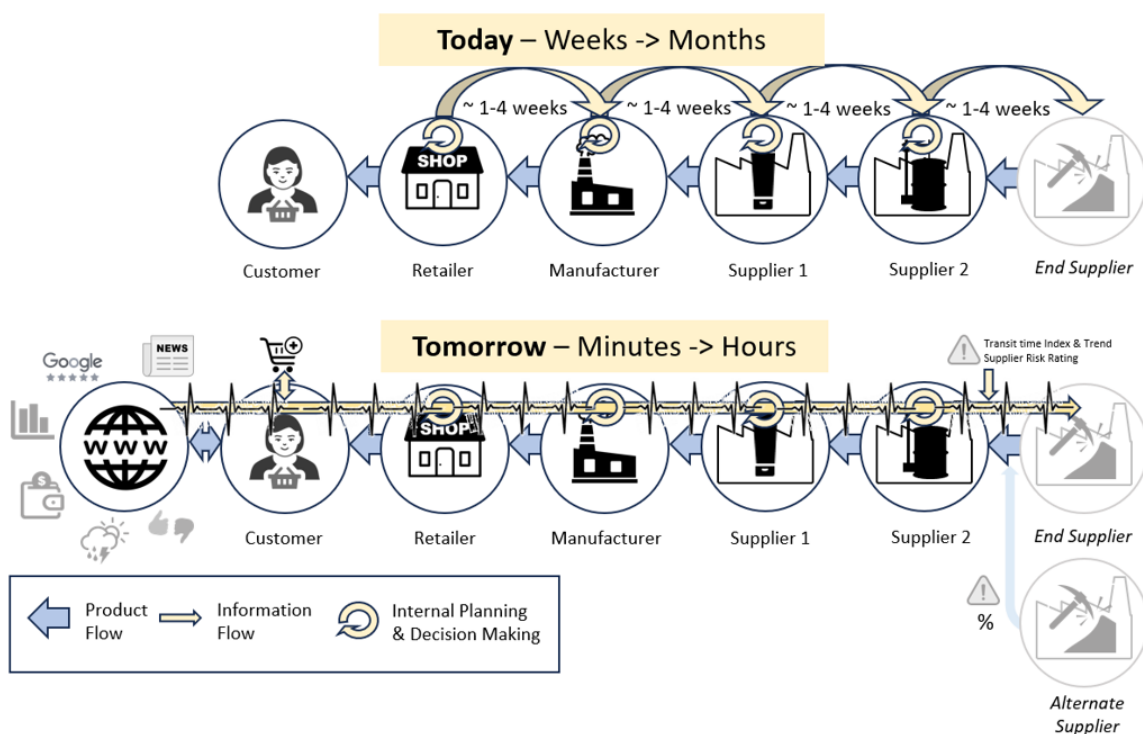 Today – Weeks -> Months
~ 1-4 weeks
~ 1-4 weeks
~ 1-4 weeks
~ 1-4 weeks
SHOP
Customer
Retailer
Manufacturer
Supplier 1
Supplier 2
End Supplier
Tomorrow – Minutes -> Hours
Google
NEWS
Transit time Index & Trend
Supplier Risk Rating
WWW
SHOP
$
Customer
Retailer
Manufacturer
Supplier 1
Supplier 2
End Supplier
Product
Flow
Information
Flow
Internal Planning
& Decision Making
!
!
%
Alternate
Supplier